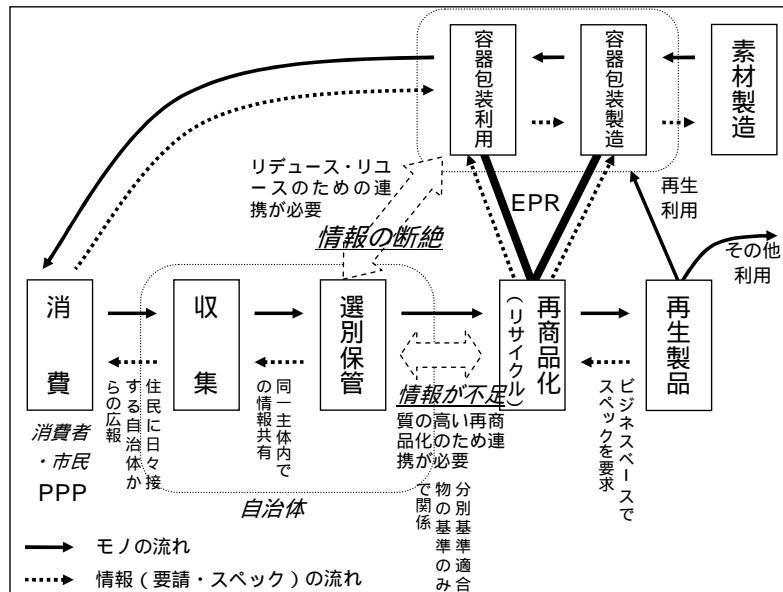 容器包装利用
容器包装製造
素材製造
リデュース・リユ
ースのための連
携が必要
EPR
再生
利用
情報の断絶
その他
利用
消費
収集
選別保管
再商品化
(リサイクル)
再生製品
情報が不足
質の高い再商
品化のため連
携が必要
住民に日々接
する自治体か
らの広報
同一主体内で
の情報共有
ビジネスベースで
スペックを要求
消費者
・市民
PPP
自治体
分別基準適合
物の基準のみ
で関係
モノの流れ
情報(要請・スペック)の流れ